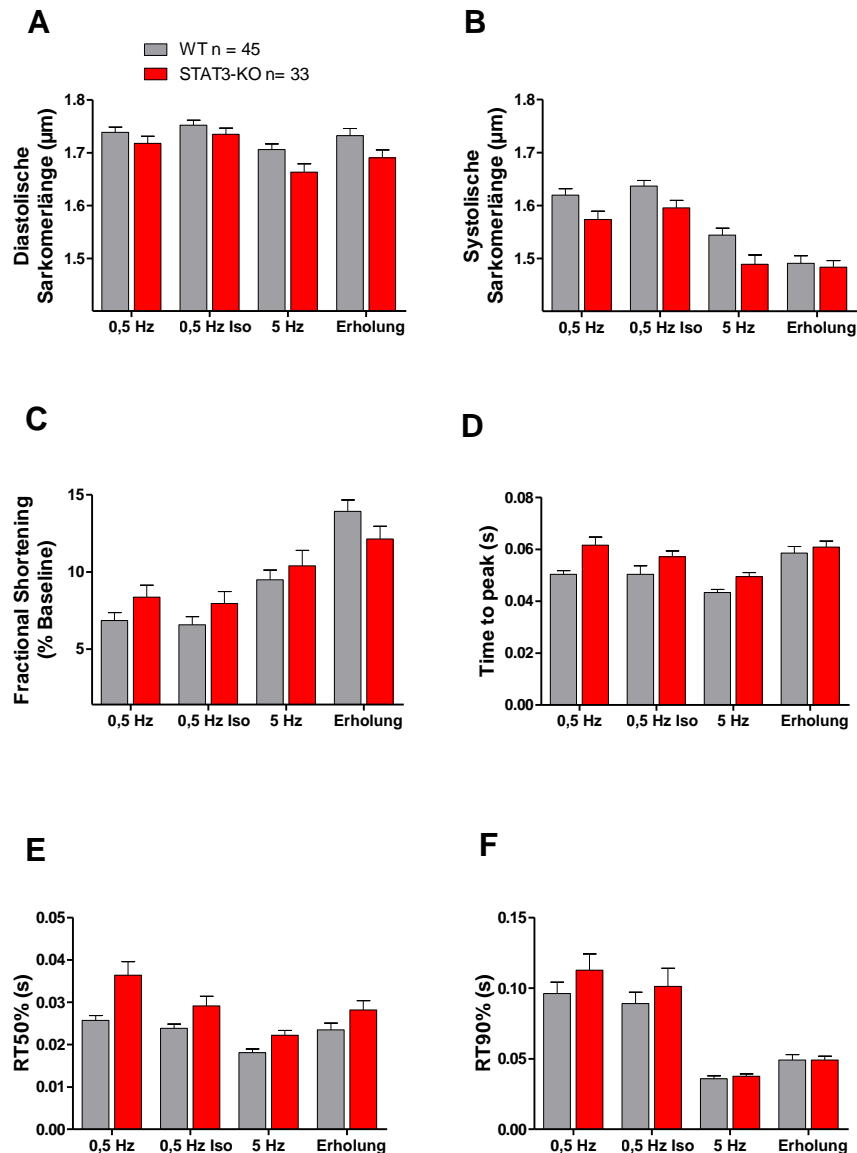 A
WT n = 45
STAT3-KO n= 33
Diastolische
Sarkomerlänge (µm)
1.8
1.7
1.6
1.5
0,5 Hz 0,5 Hz Iso 5 Hz Erholung
B
Systolische
Sarkomerlänge (µm)
1.8
1.7
1.6
1.5
0,5 Hz 0,5 Hz Iso 5 Hz Erholung
C
Fractional Shortening
(% Baseline)
15
10
5
0,5 Hz 0,5 Hz Iso 5 Hz Erholung
D
Time to peak (s)
0.08
0.06
0.04
0.02
0.00
0,5 Hz 0,5 Hz Iso 5 Hz Erholung
E
RT50% (s)
0.05
0.04
0.03
0.02
0.01
0.00
0,5 Hz 0,5 Hz Iso 5 Hz Erholung
F
RT90% (s)
0.15
0.10
0.05
0.00
0,5 Hz 0,5 Hz Iso 5 Hz Erholung